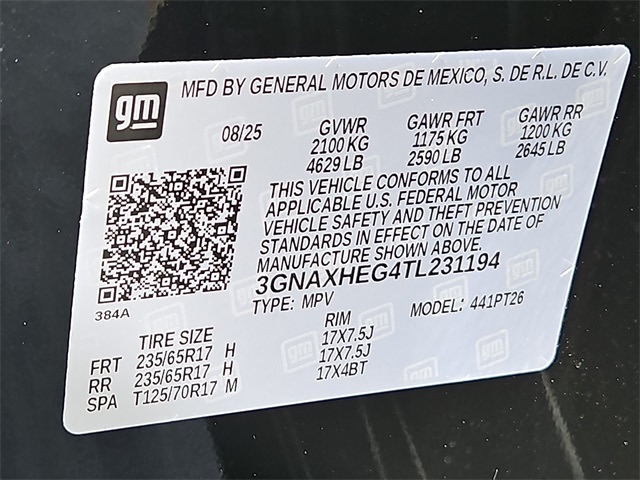 gm
MFD BY GENERAL MOTORS DE MEXICO, S. DE R.L. DE C.V.
08/25 GVWR GAWR FRT GAWR RR
2100 KG 1175 KG 1200 KG
4629 LB 2590 LB 2645 LB
THIS VEHICLE CONFORMS TO ALL
APPLICABLE U.S. FEDERAL MOTOR
VEHICLE SAFETY AND THEFT PREVENTION
STANDARDS IN EFFECT ON THE DATE OF
MANUFACTURE SHOWN ABOVE.
3GNAXHEG4TL231194
384A TYPE: MPV MODEL: 441PT26
TIRE SIZE RIM
FRT 235/65R17 H 17X7.5J
RR 235/65R17 H 17X7.5J
SPA T125/70R17 M 17X4BT